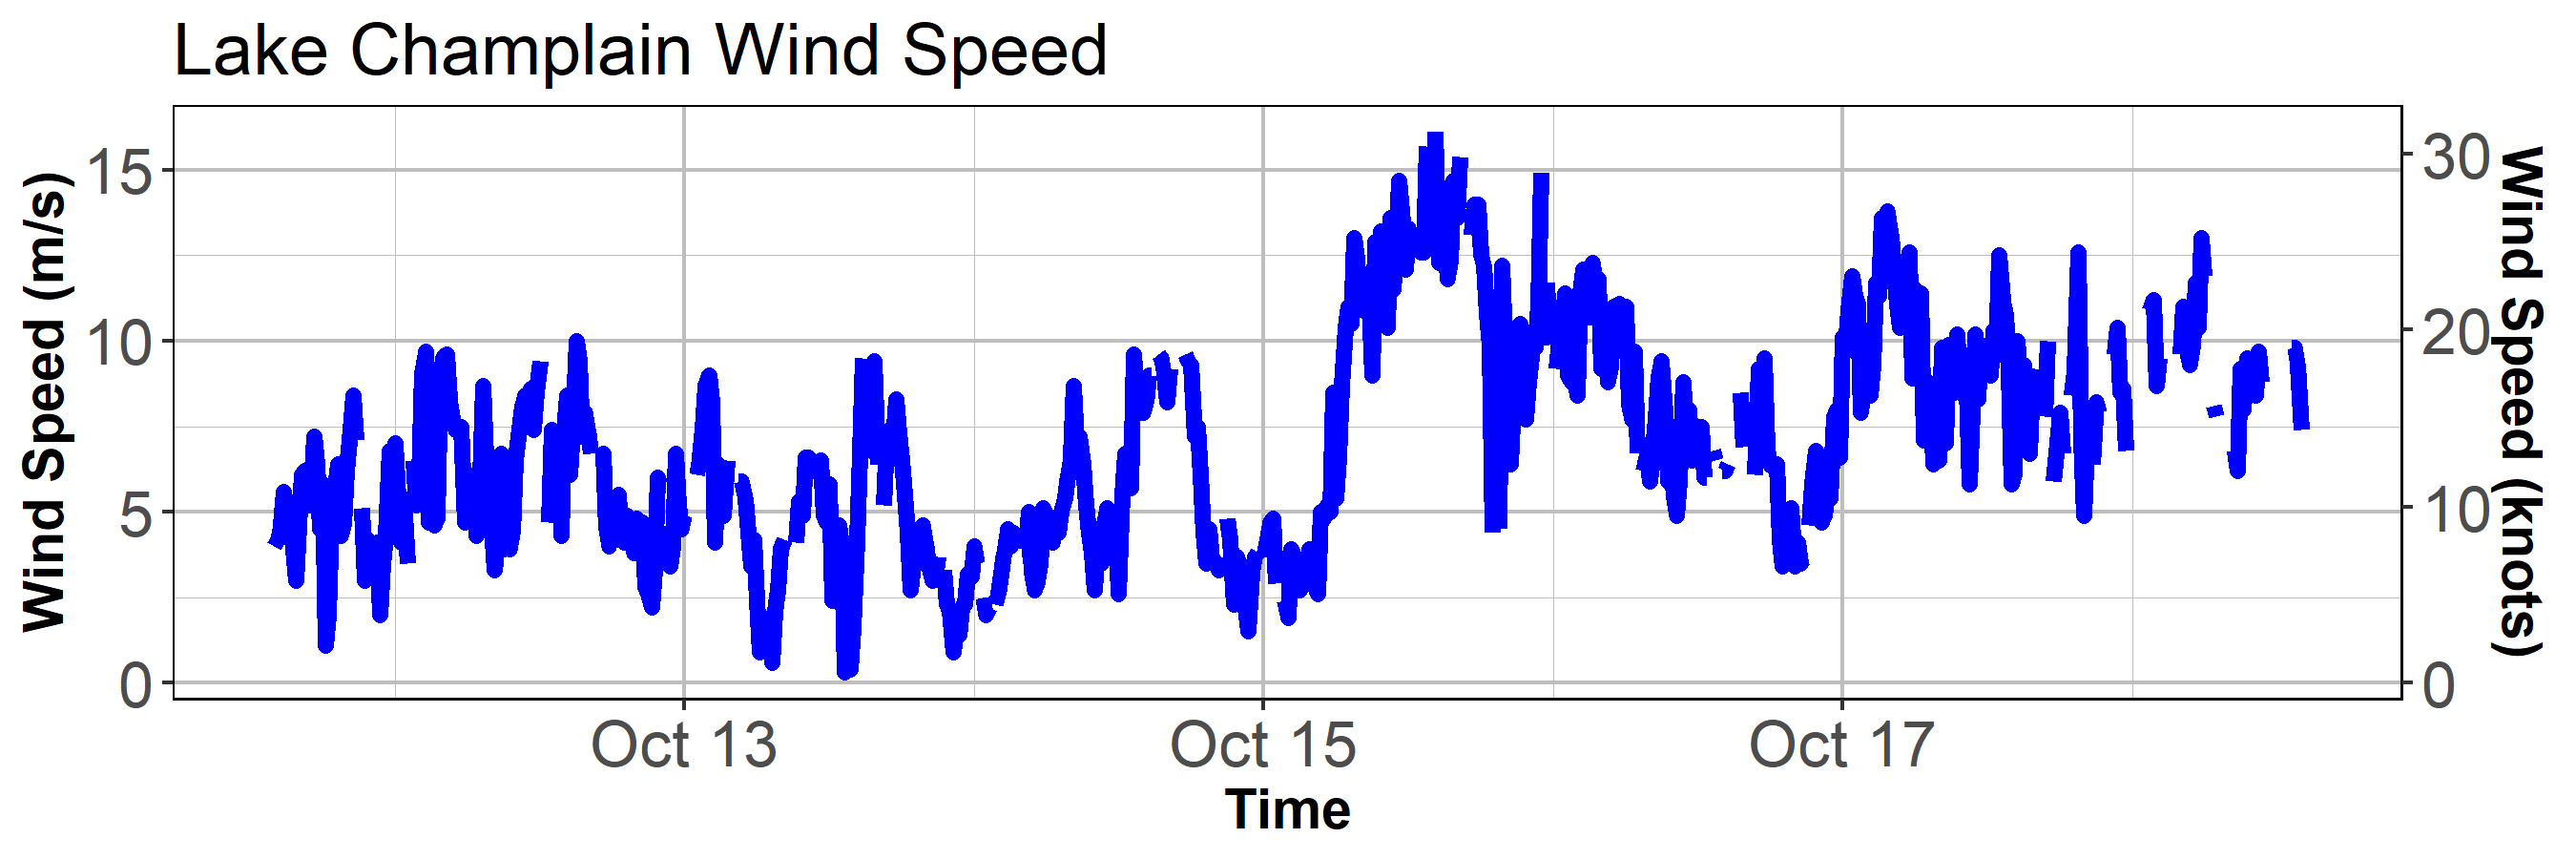 Lake Champlain Wind Speed
Wind Speed (m/s)
15
10
5
0
30
20
10
0
Wind Speed (knots)
Oct 13
Oct 15
Oct 17
Time